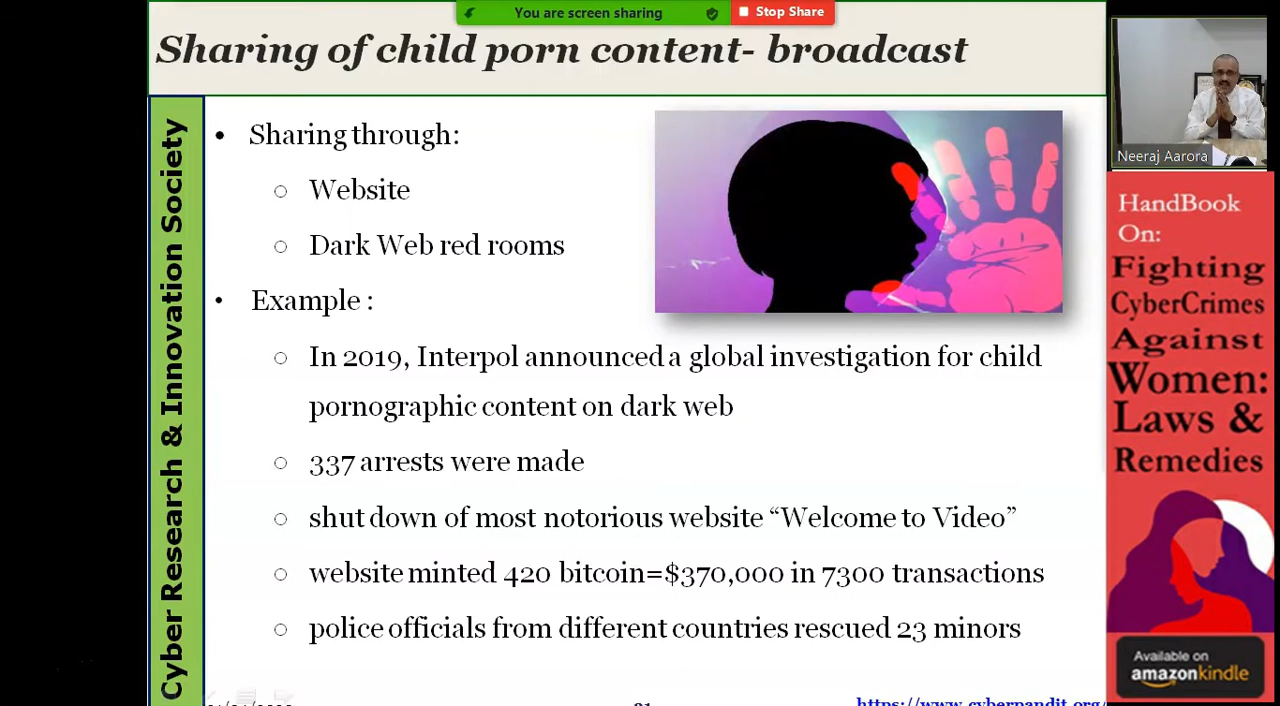 You are screen sharing
Stop Share
Sharing of child porn content- broadcast
Neeraj Aarora
Cyber Research & Innovation Society
• Sharing through:
○ Website
○ Dark Web red rooms
• Example :
○ In 2019, Interpol announced a global investigation for child
pornographic content on dark web
○ 337 arrests were made
○ shut down of most notorious website “Welcome to Video”
○ website minted 420 bitcoin=$370,000 in 7300 transactions
○ police officials from different countries rescued 23 minors
https://www.cyberpandit.org/
HandBook
On:
Fighting
CyberCrimes
Against
Women:
Laws &
Remedies
Available on
amazonkindle